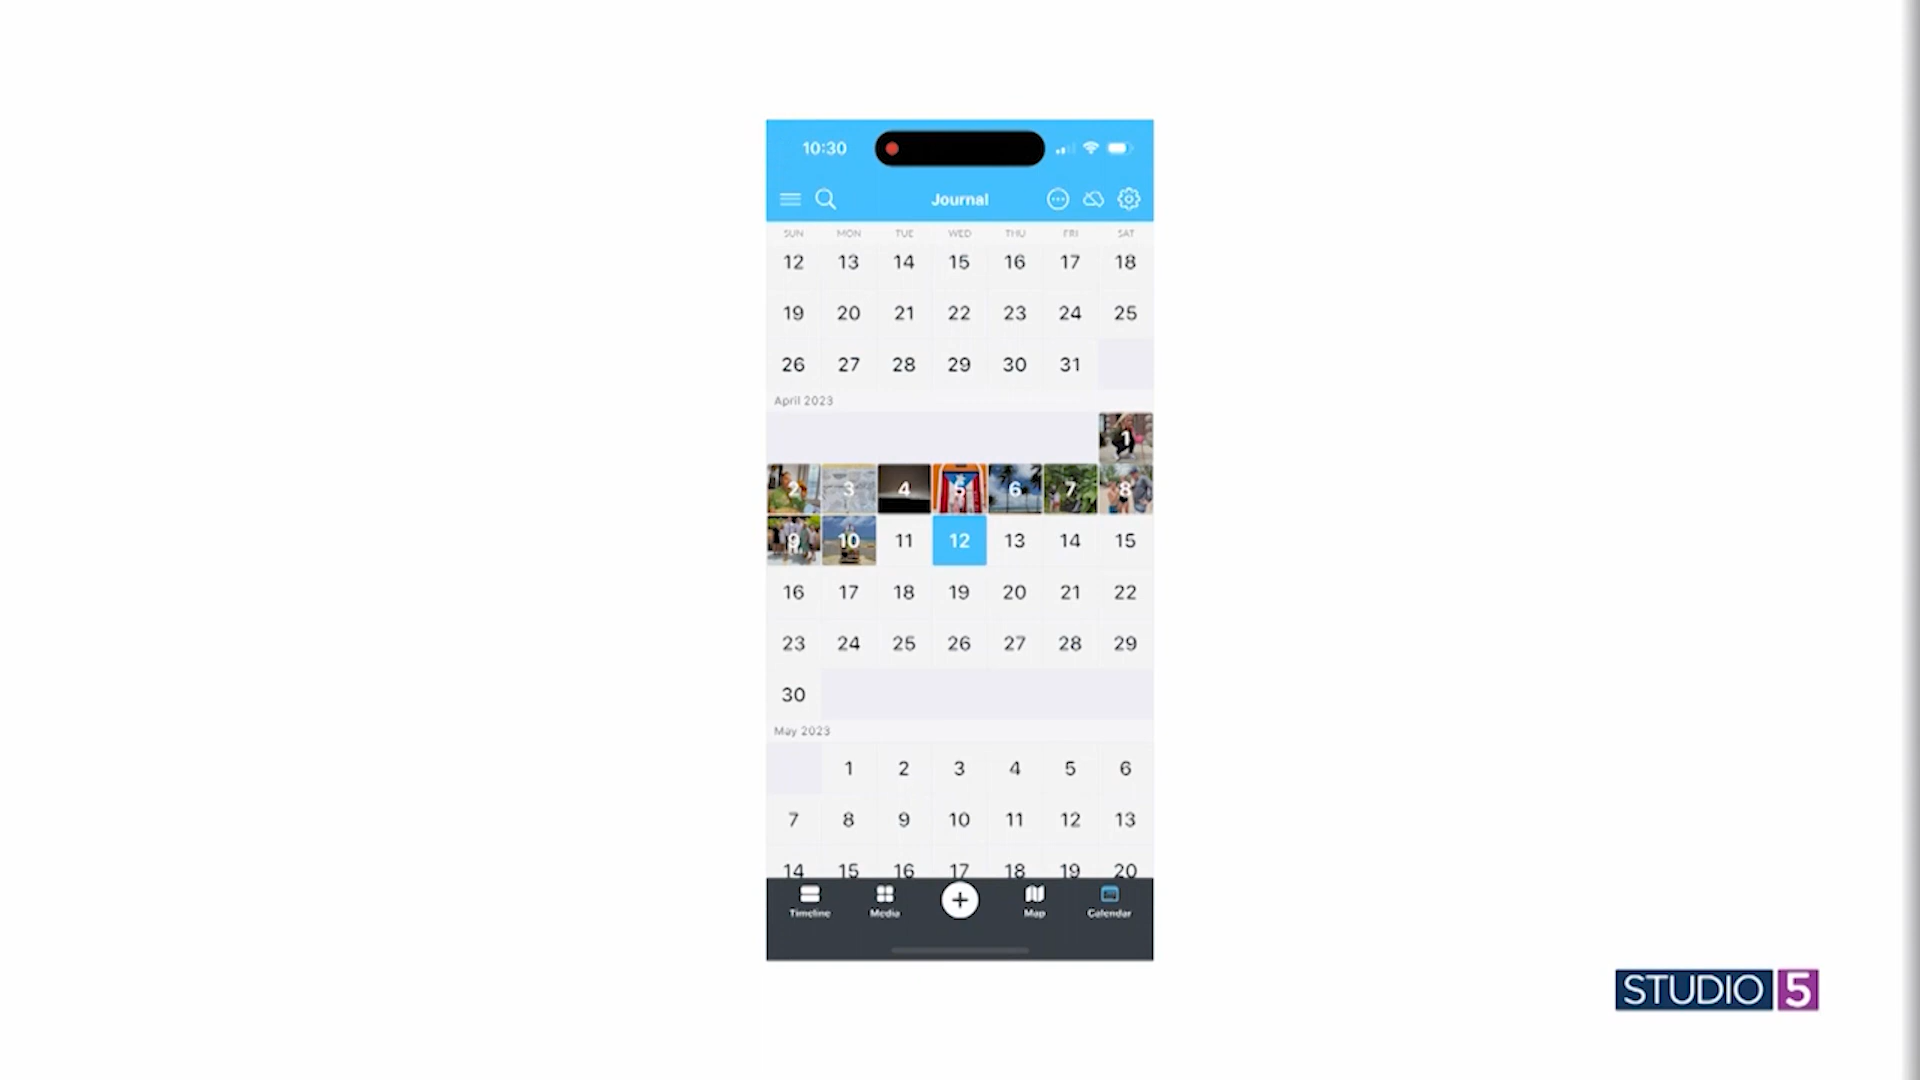 10:30
Journal
SUN MON TUE WED THU FRI SAT
12 13 14 15 16 17 18
19 20 21 22 23 24 25
26 27 28 29 30 31
April 2023
1
2 3 4 5 6 7 8
9 10 11 12 13 14 15
16 17 18 19 20 21 22
23 24 25 26 27 28 29
30
May 2023
1 2 3 4 5 6
7 8 9 10 11 12 13
14 15 16 17 18 19 20
Timeline Media + Map Calendar
STUDIO 5